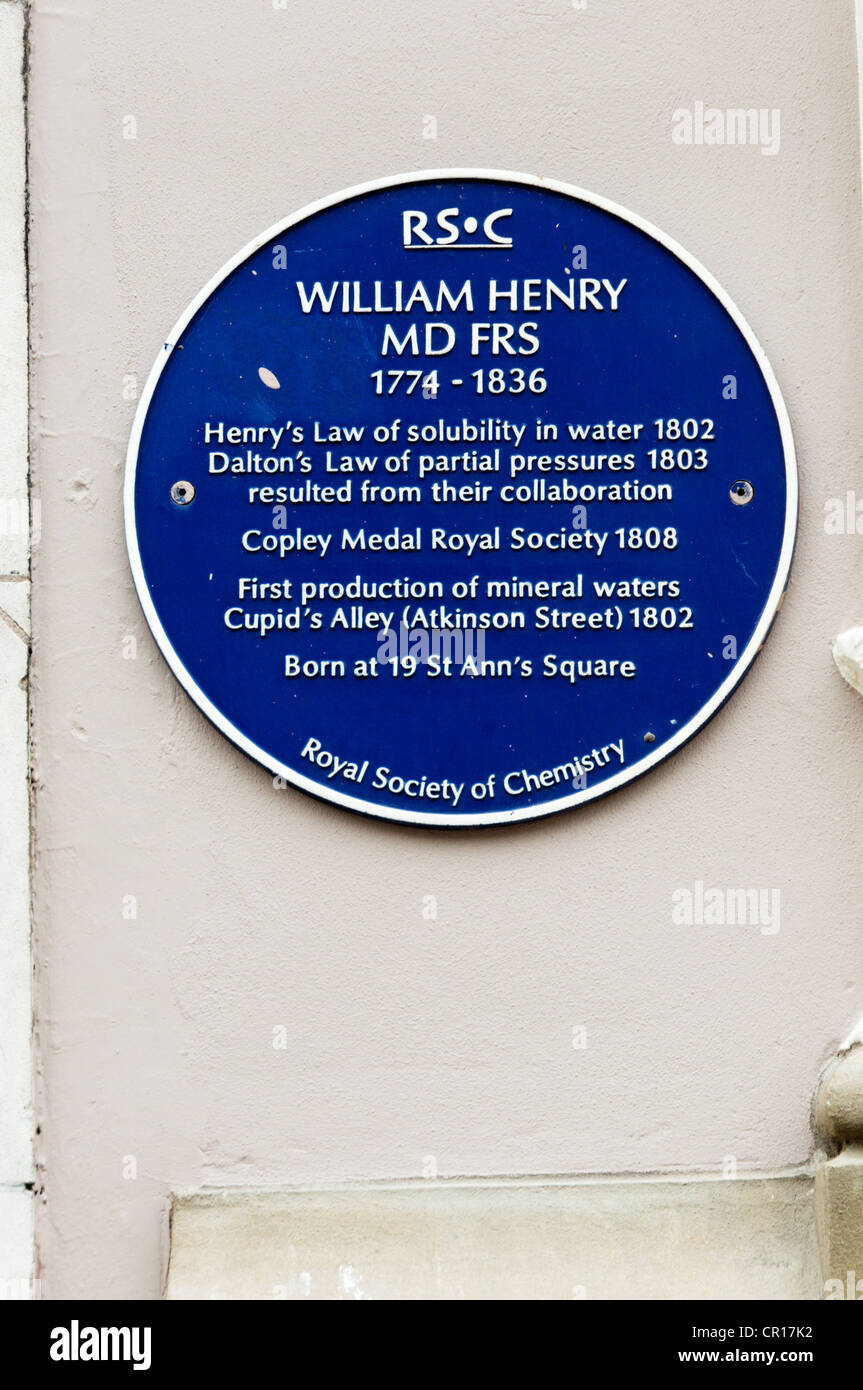 RS•C
WILLIAM HENRY
MD FRS
1774 - 1836
Henry's Law of solubility in water 1802
Dalton's Law of partial pressures 1803
resulted from their collaboration
Copley Medal Royal Society 1808
First production of mineral waters
Cupid's Alley (Atkinson Street) 1802
Born at 19 St Ann's Square
Royal Society of Chemistry
alamy
alamy
alamy
a
a
a
a
alamy
Image ID: CR17K2
www.alamy.com